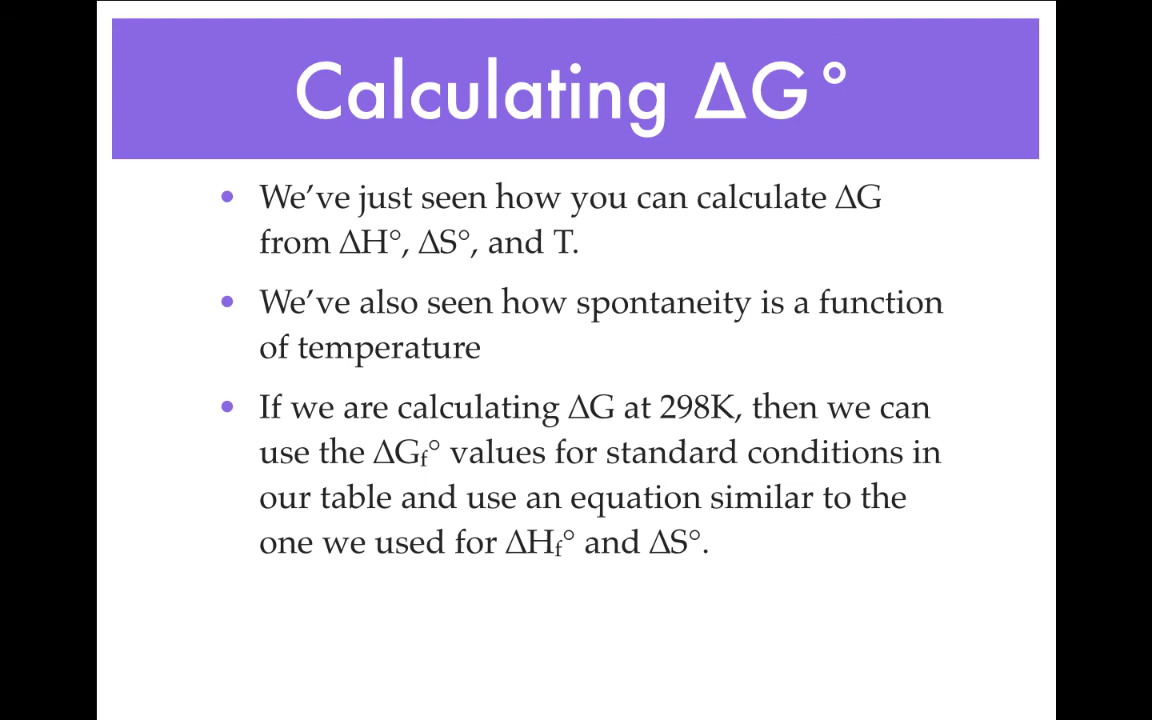 Calculating ΔG°
• We’ve just seen how you can calculate ΔG
from ΔH°, ΔS°, and T.
• We’ve also seen how spontaneity is a function
of temperature
• If we are calculating ΔG at 298K, then we can
use the ΔGf° values for standard conditions in
our table and use an equation similar to the
one we used for ΔHf° and ΔS°.